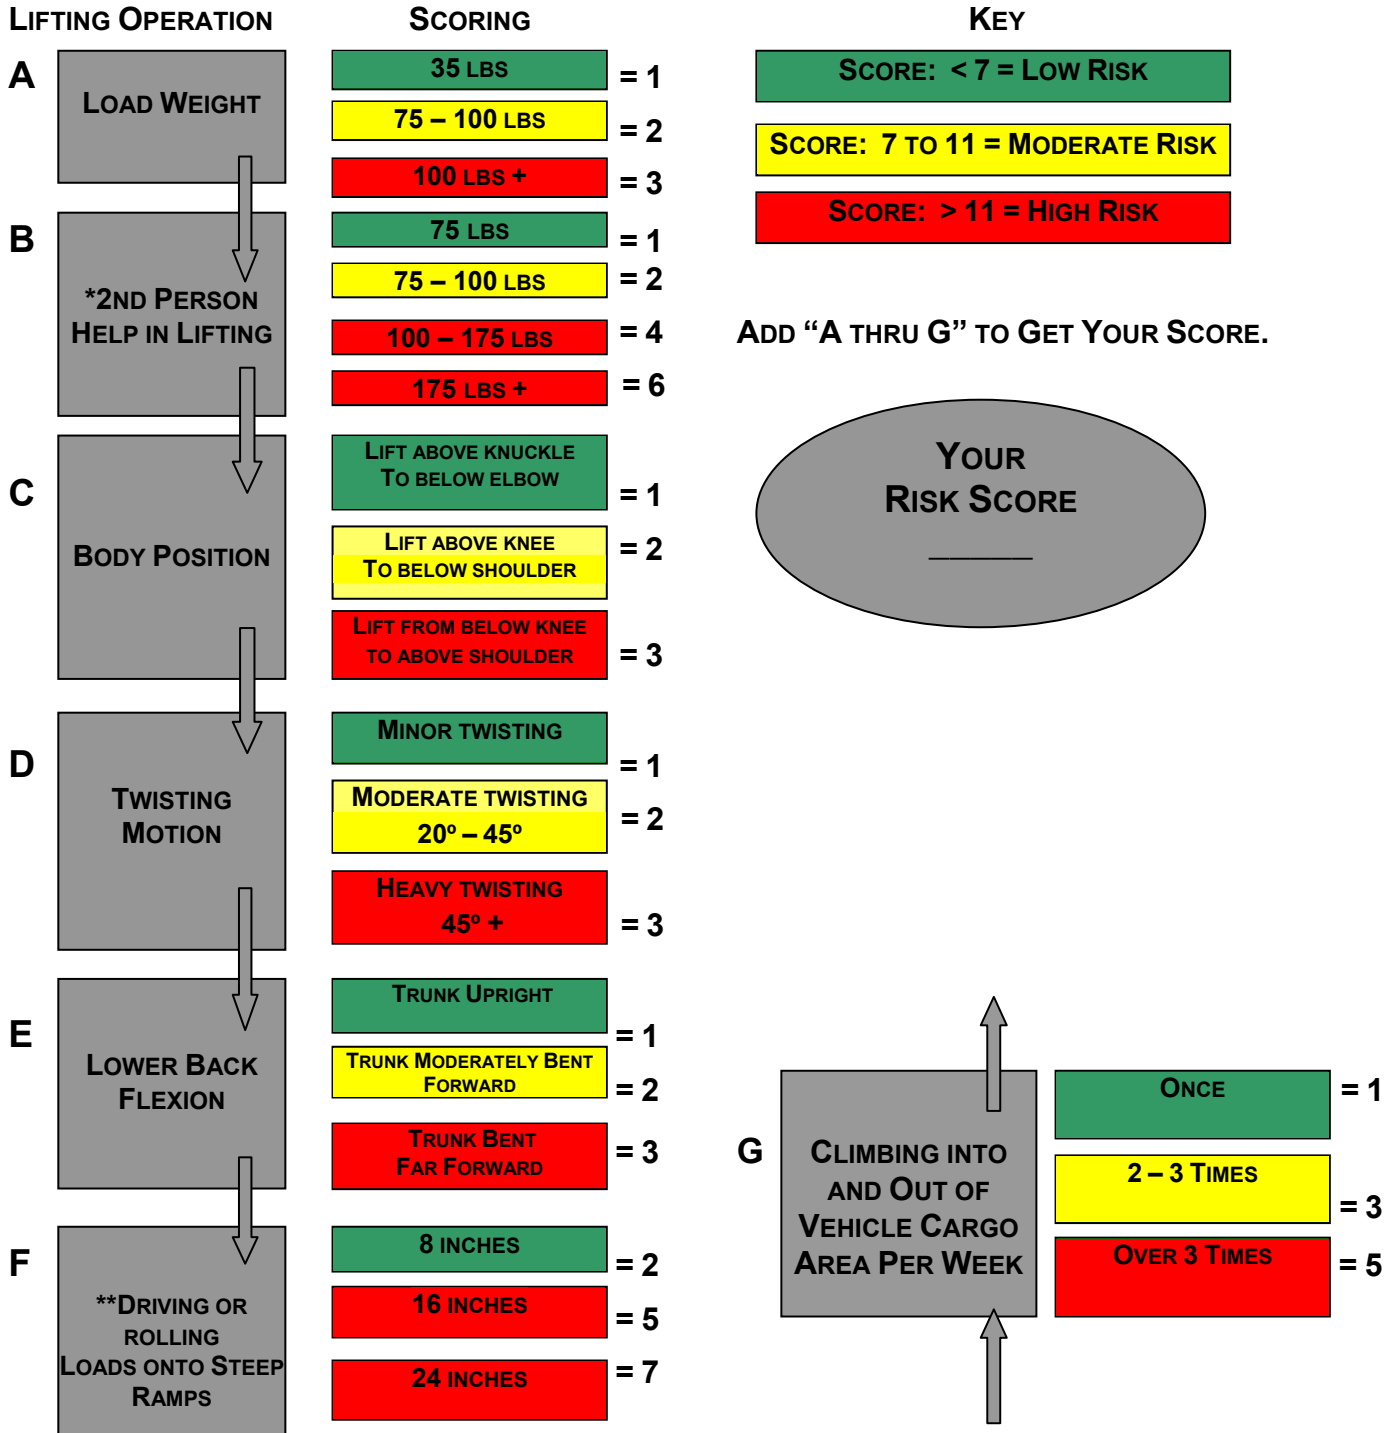 LIFTING OPERATION
SCORING
KEY
A
LOAD WEIGHT
35 LBS
= 1
75 – 100 LBS
= 2
100 LBS +
= 3
SCORE: < 7 = LOW RISK
SCORE: 7 TO 11 = MODERATE RISK
SCORE: > 11 = HIGH RISK
B
*2ND PERSON
HELP IN LIFTING
75 LBS
= 1
75 – 100 LBS
= 2
100 – 175 LBS
= 4
175 LBS +
= 6
ADD “A THRU G” TO GET YOUR SCORE.
YOUR
RISK SCORE
_____
C
BODY POSITION
LIFT ABOVE KNUCKLE
TO BELOW ELBOW
= 1
LIFT ABOVE KNEE
TO BELOW SHOULDER
= 2
LIFT FROM BELOW KNEE
TO ABOVE SHOULDER
= 3
D
TWISTING
MOTION
MINOR TWISTING
= 1
MODERATE TWISTING
20º – 45º
= 2
HEAVY TWISTING
45º +
= 3
E
LOWER BACK
FLEXION
TRUNK UPRIGHT
= 1
TRUNK MODERATELY BENT
FORWARD
= 2
TRUNK BENT
FAR FORWARD
= 3
F
**DRIVING OR
ROLLING
LOADS ONTO STEEP
RAMPS
8 INCHES
= 2
16 INCHES
= 5
24 INCHES
= 7
G
CLIMBING INTO
AND OUT OF
VEHICLE CARGO
AREA PER WEEK
ONCE
= 1
2 – 3 TIMES
= 3
OVER 3 TIMES
= 5